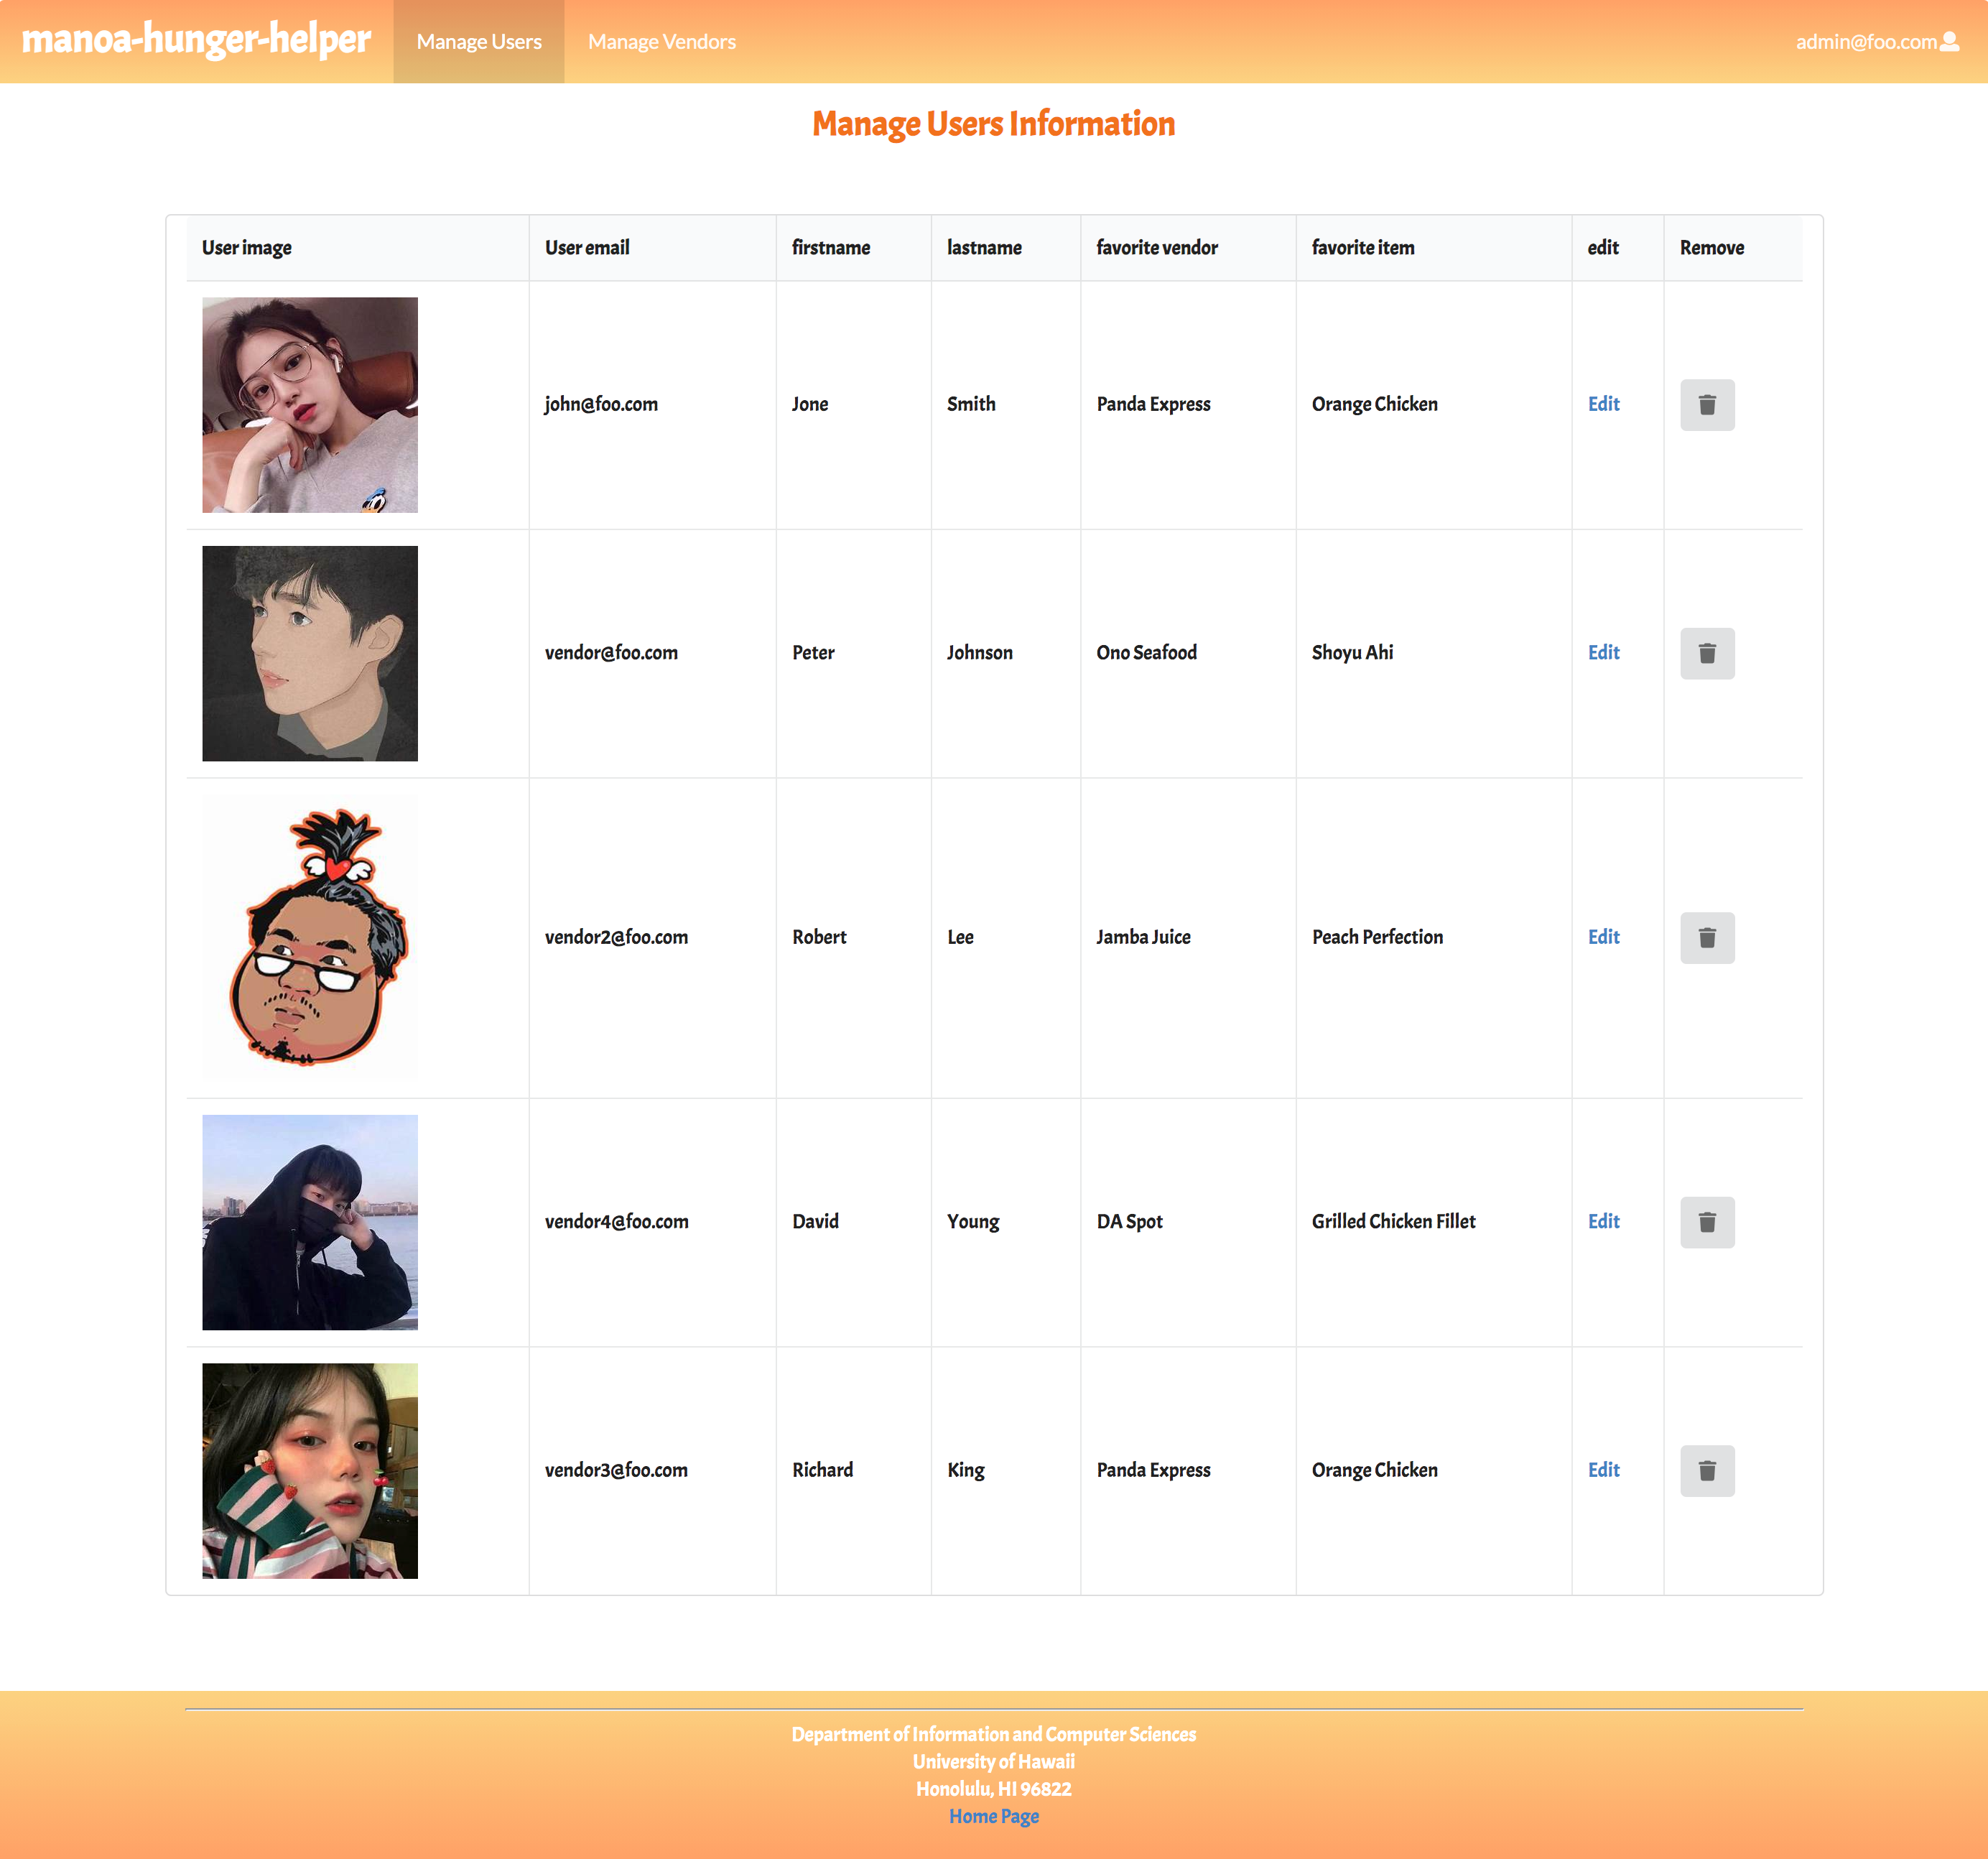 manoa-hunger-helper Manage Users Manage Vendors admin@foo.com
Manage Users Information
User image User email firstname lastname favorite vendor favorite item edit Remove
john@foo.com Jone Smith Panda Express Orange Chicken Edit
vendor@foo.com Peter Johnson Ono Seafood Shoyu Ahi Edit
vendor2@foo.com Robert Lee Jamba Juice Peach Perfection Edit
vendor4@foo.com David Young DA Spot Grilled Chicken Fillet Edit
vendor3@foo.com Richard King Panda Express Orange Chicken Edit
Department of Information and Computer Sciences
University of Hawaii
Honolulu, HI 96822
Home Page